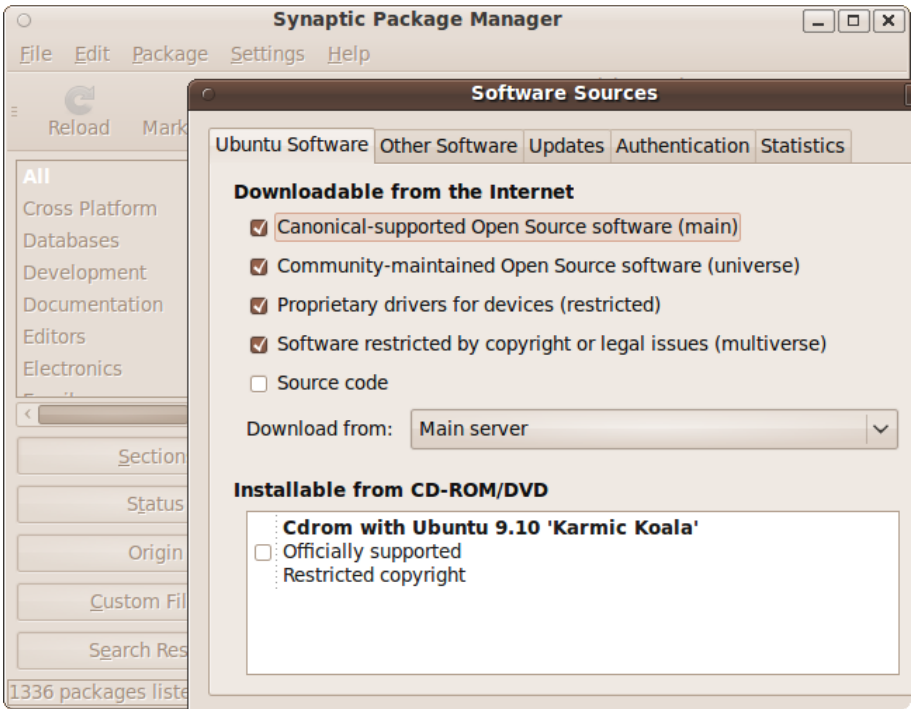 Synaptic Package Manager
File Edit Package Settings Help
Reload Mark
All
Cross Platform
Databases
Development
Documentation
Editors
Electronics
Section
Status
Origin
Custom Fil
Search Res
1336 packages liste
Software Sources
Ubuntu Software Other Software Updates Authentication Statistics
Downloadable from the Internet
Canonical-supported Open Source software (main)
Community-maintained Open Source software (universe)
Proprietary drivers for devices (restricted)
Software restricted by copyright or legal issues (multiverse)
Source code
Download from: Main server
Installable from CD-ROM/DVD
Cdrom with Ubuntu 9.10 'Karmic Koala'
Officially supported
Restricted copyright